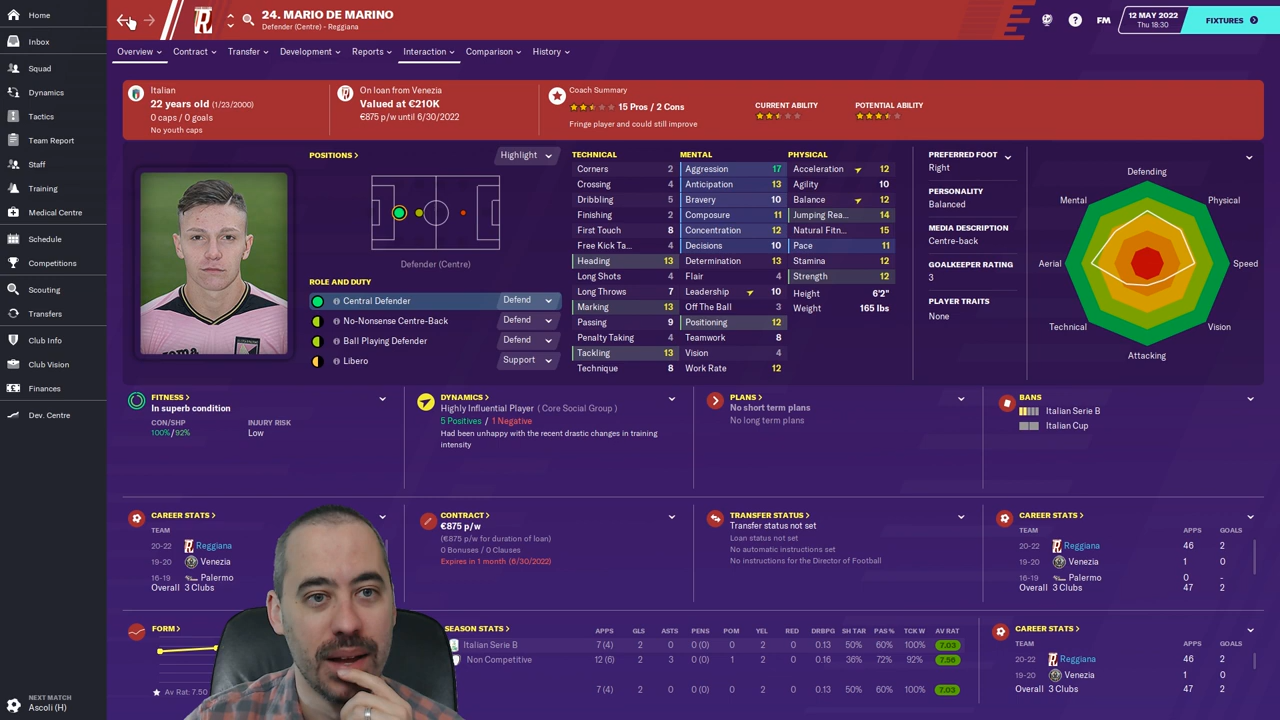 24. MARIO DE MARINO
Defender (Centre) - Reggiana
12 MAY 2022
Thu 18:30
FM
FIXTURES
Home
Inbox
Squad
Dynamics
Tactics
Team Report
Staff
Training
Medical Centre
Schedule
Competitions
Scouting
Transfers
Club Info
Club Vision
Finances
Dev. Centre
NEXT MATCH
Ascoli (H)
Overview
Contract
Transfer
Development
Reports
Interaction
Comparison
History
Italian
22 years old (1/23/2000)
0 caps / 0 goals
No youth caps
On loan from Venezia
Valued at €210K
€875 p/w until 6/30/2022
Coach Summary
15 Pros / 2 Cons
Fringe player and could still improve
CURRENT ABILITY
POTENTIAL ABILITY
POSITIONS
Highlight
Defender (Centre)
ROLE AND DUTY
Central Defender Defend
No-Nonsense Centre-Back Defend
Ball Playing Defender Defend
Libero Support
TECHNICAL
Corners 2
Crossing 4
Dribbling 5
Finishing 2
First Touch 8
Free Kick Ta... 4
Heading 13
Long Shots 4
Long Throws 7
Marking 13
Passing 9
Penalty Taking 4
Tackling 13
Technique 8
MENTAL
Aggression 17
Anticipation 13
Bravery 10
Composure 11
Concentration 12
Decisions 10
Determination 13
Flair 4
Leadership 10
Off The Ball 3
Positioning 12
Teamwork 8
Vision 4
Work Rate 12
PHYSICAL
Acceleration 12
Agility 10
Balance 12
Jumping Rea... 14
Natural Fitn... 15
Pace 11
Stamina 12
Strength 12
Height 6'2"
Weight 165 lbs
PREFERRED FOOT
Right
PERSONALITY
Balanced
MEDIA DESCRIPTION
Centre-back
GOALKEEPER RATING
3
PLAYER TRAITS
None
Defending
Physical
Speed
Vision
Attacking
Technical
Aerial
Mental
FITNESS
In superb condition
CON/SHP
100%/92%
INJURY RISK
Low
DYNAMICS
Highly Influential Player ( Core Social Group )
5 Positives / 1 Negative
Had been unhappy with the recent drastic changes in training
intensity
PLANS
No short term plans
No long term plans
BANS
Italian Serie B
Italian Cup
CAREER STATS
TEAM
20-22 Reggiana
19-20 Venezia
16-19 Palermo
Overall 3 Clubs
CONTRACT
€875 p/w
(€875 p/w for duration of loan)
0 Bonuses / 0 Clauses
Expires in 1 month (6/30/2022)
TRANSFER STATUS
Transfer status not set
Loan status not set
No automatic instructions set
No instructions for the Director of Football
CAREER STATS
TEAM APPS GOALS
20-22 Reggiana 46 2
19-20 Venezia 1 0
16-19 Palermo 0 -
Overall 3 Clubs 47 2
FORM
Av Rat: 7.50
SEASON STATS APPS GLS ASTS PENS POM YEL RED DRBPG SH TAR PAS% TCK W AV RAT
Italian Serie B 7 (4) 2 0 0 (0) 0 2 0 0.13 50% 60% 100% 7.03
Non Competitive 12 (6) 2 3 0 (0) 1 2 0 0.16 36% 72% 92% 7.56
7 (4) 2 0 0 (0) 0 2 0 0.13 50% 60% 100% 7.03
CAREER STATS
TEAM APPS GOALS
20-22 Reggiana 46 2
19-20 Venezia 1 0
Overall 3 Clubs 47 2